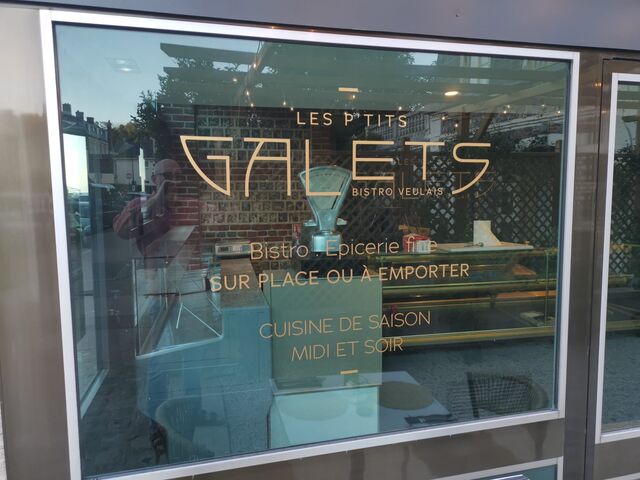 LES P'TITS
GALETS
BISTRO VEULAIS
Bistro - Epicerie fine
SUR PLACE OU À EMPORTER
CUISINE DE SAISON
MIDI ET SOIR